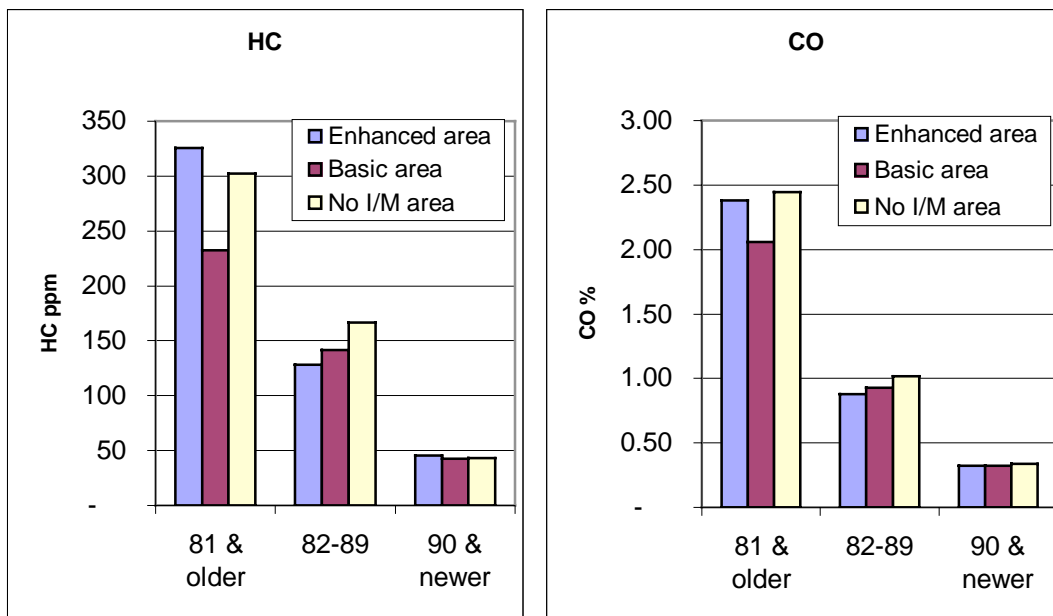 HC
350
300
250
200
150
100
50
-
HC ppm
Enhanced area
Basic area
No I/M area
81 &
older
82-89
90 &
newer
CO
3.00
2.50
2.00
1.50
1.00
0.50
-
CO %
Enhanced area
Basic area
No I/M area
81 &
older
82-89
90 &
newer